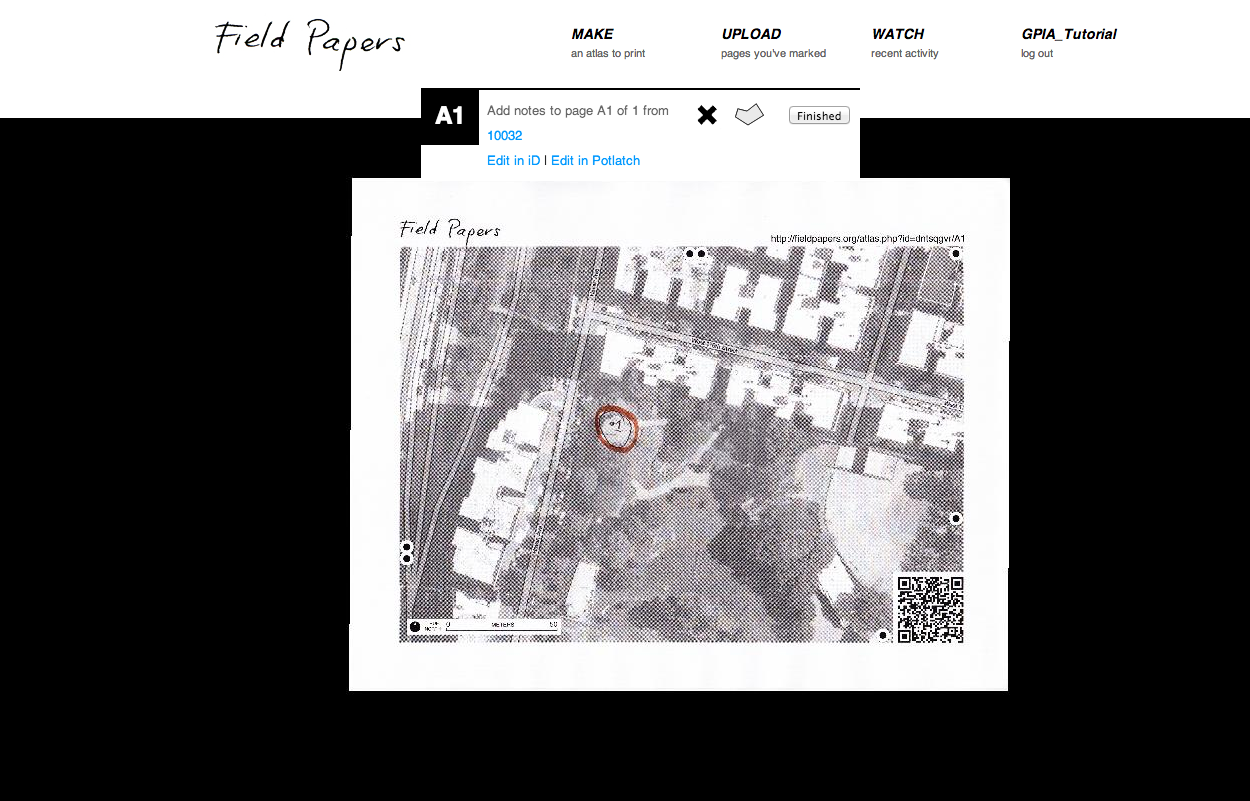 Field Papers
MAKE
an atlas to print
UPLOAD
pages you've marked
WATCH
recent activity
GPIA_Tutorial
log out
A1
Add notes to page A1 of 1 from
10032
Edit in iD | Edit in Potlatch
Finished
Field Papers
http://fieldpapers.org/atlas.php?id=dntsqgvr/A1
1
0 METERS 50